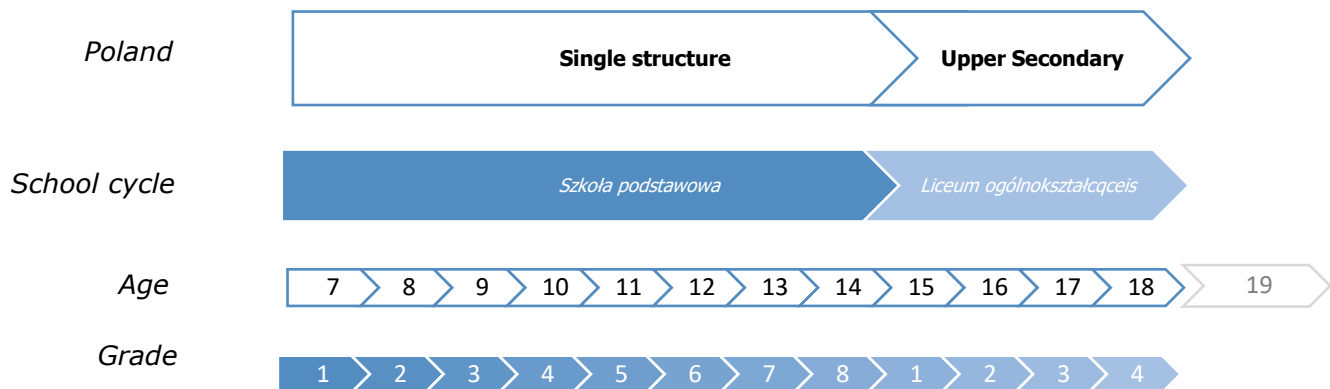 Poland Single structure Upper Secondary
School cycle Szkoła podstawowa Liceum ogólnokształcqceis
Age 7 8 9 10 11 12 13 14 15 16 17 18 19
Grade 1 2 3 4 5 6 7 8 1 2 3 4